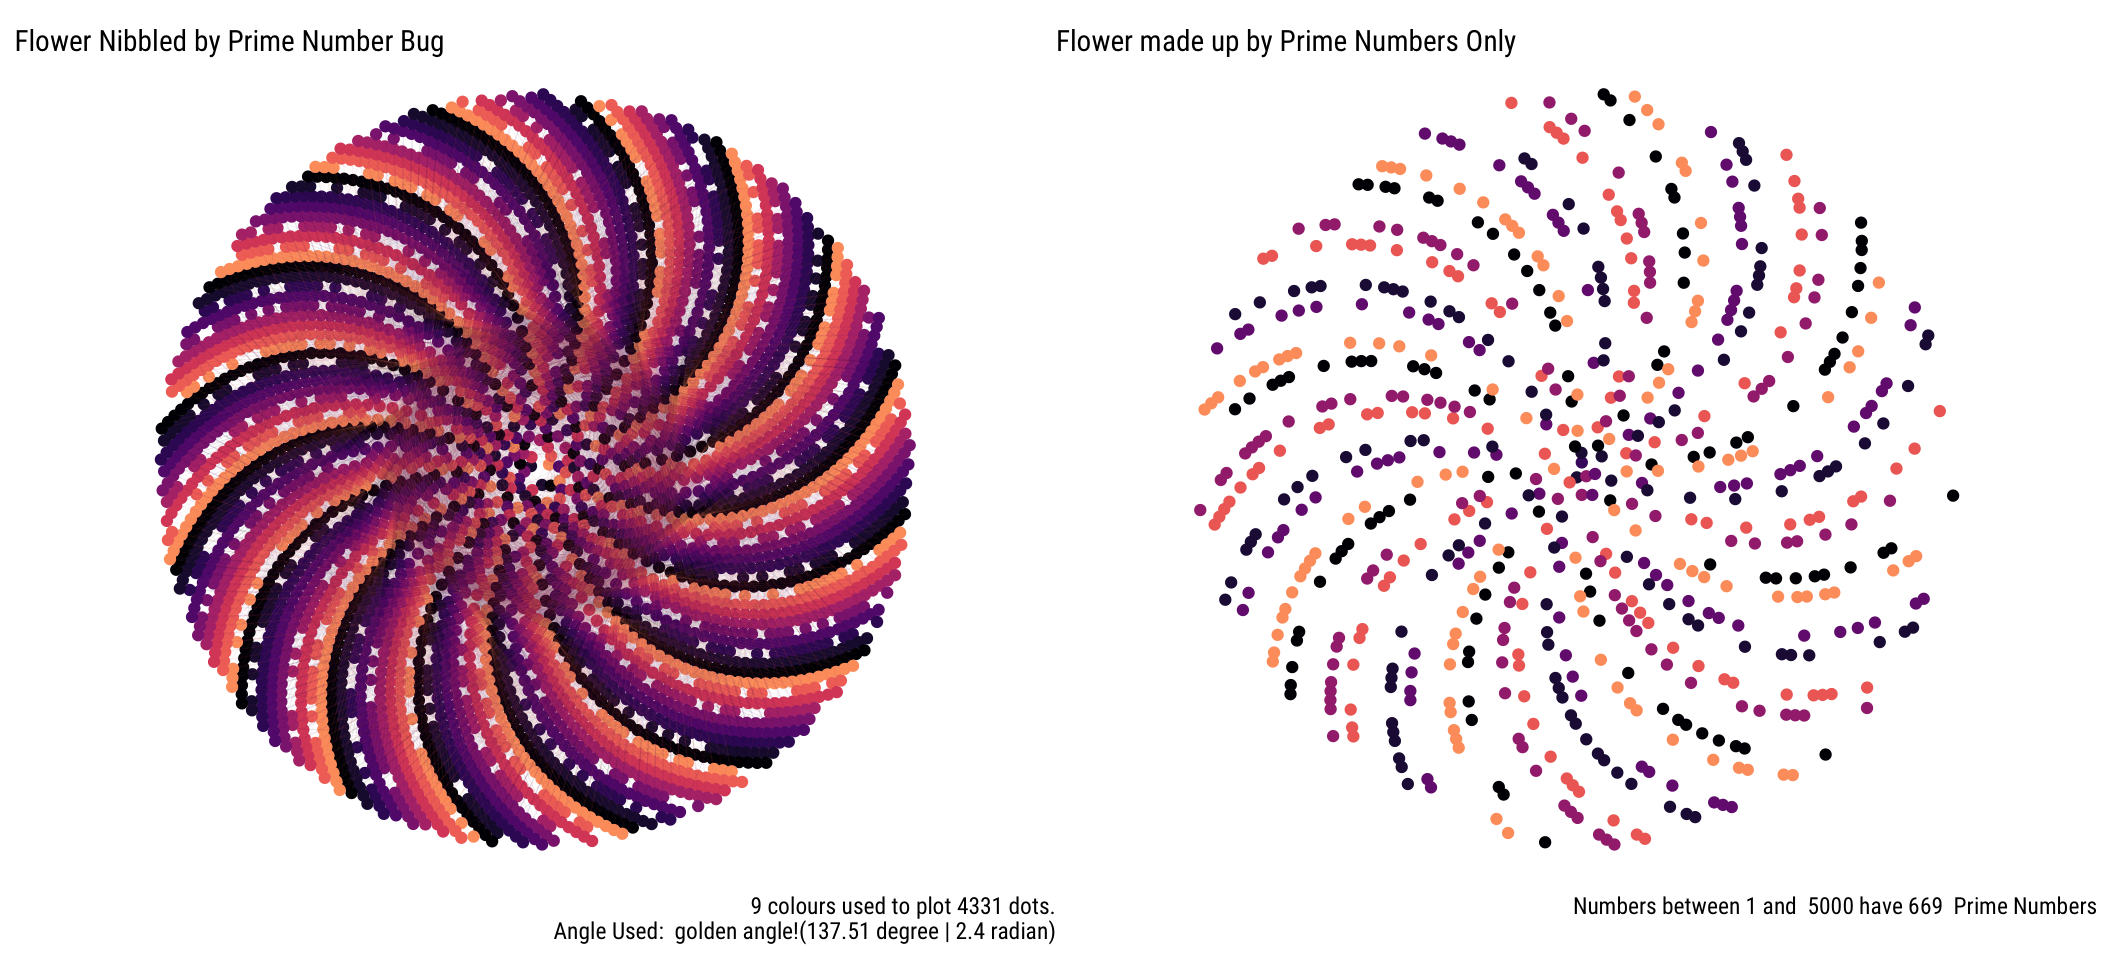 Flower Nibbled by Prime Number Bug
Flower made up by Prime Numbers Only
9 colours used to plot 4331 dots.
Angle Used:  golden angle!(137.51 degree | 2.4 radian)
Numbers between 1 and  5000 have 669  Prime Numbers